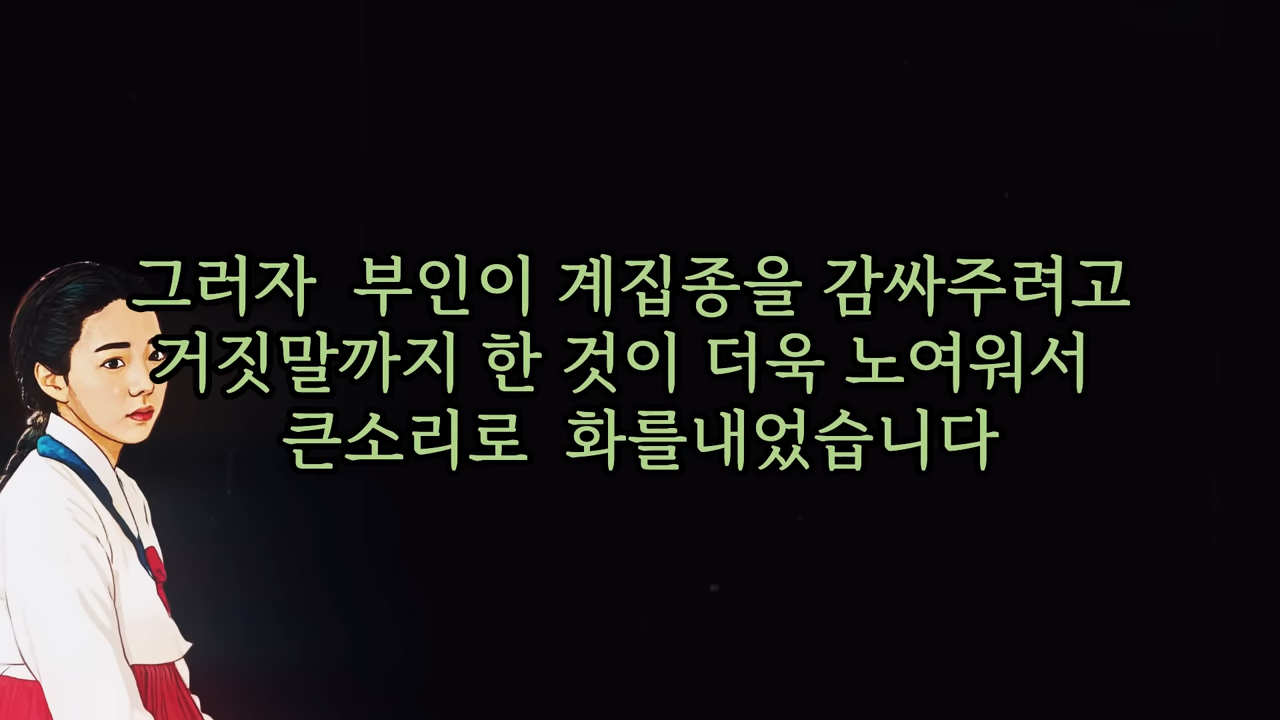 그러자 부인이 계집종을 감싸주려고
거짓말까지 한 것이 더욱 노여워서
큰소리로 화를내었습니다